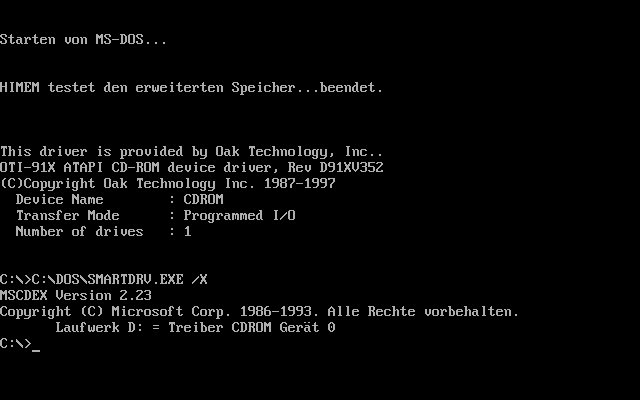 Starten von MS-DOS...
HIMEM testet den erweiterten Speicher...beendet.
This driver is provided by Oak Technology, Inc..
OTI-91X ATAPI CD-ROM device driver, Rev D91XV352
(C)Copyright Oak Technology Inc. 1987-1997
Device Name : CDROM
Transfer Mode : Programmed I/O
Number of drives : 1
C:\>C:\DOS\SMARTDRV.EXE /X
MSCDEX Version 2.23
Copyright (C) Microsoft Corp. 1986-1993. Alle Rechte vorbehalten.
Laufwerk D: = Treiber CDROM Gerät 0
C:\>_